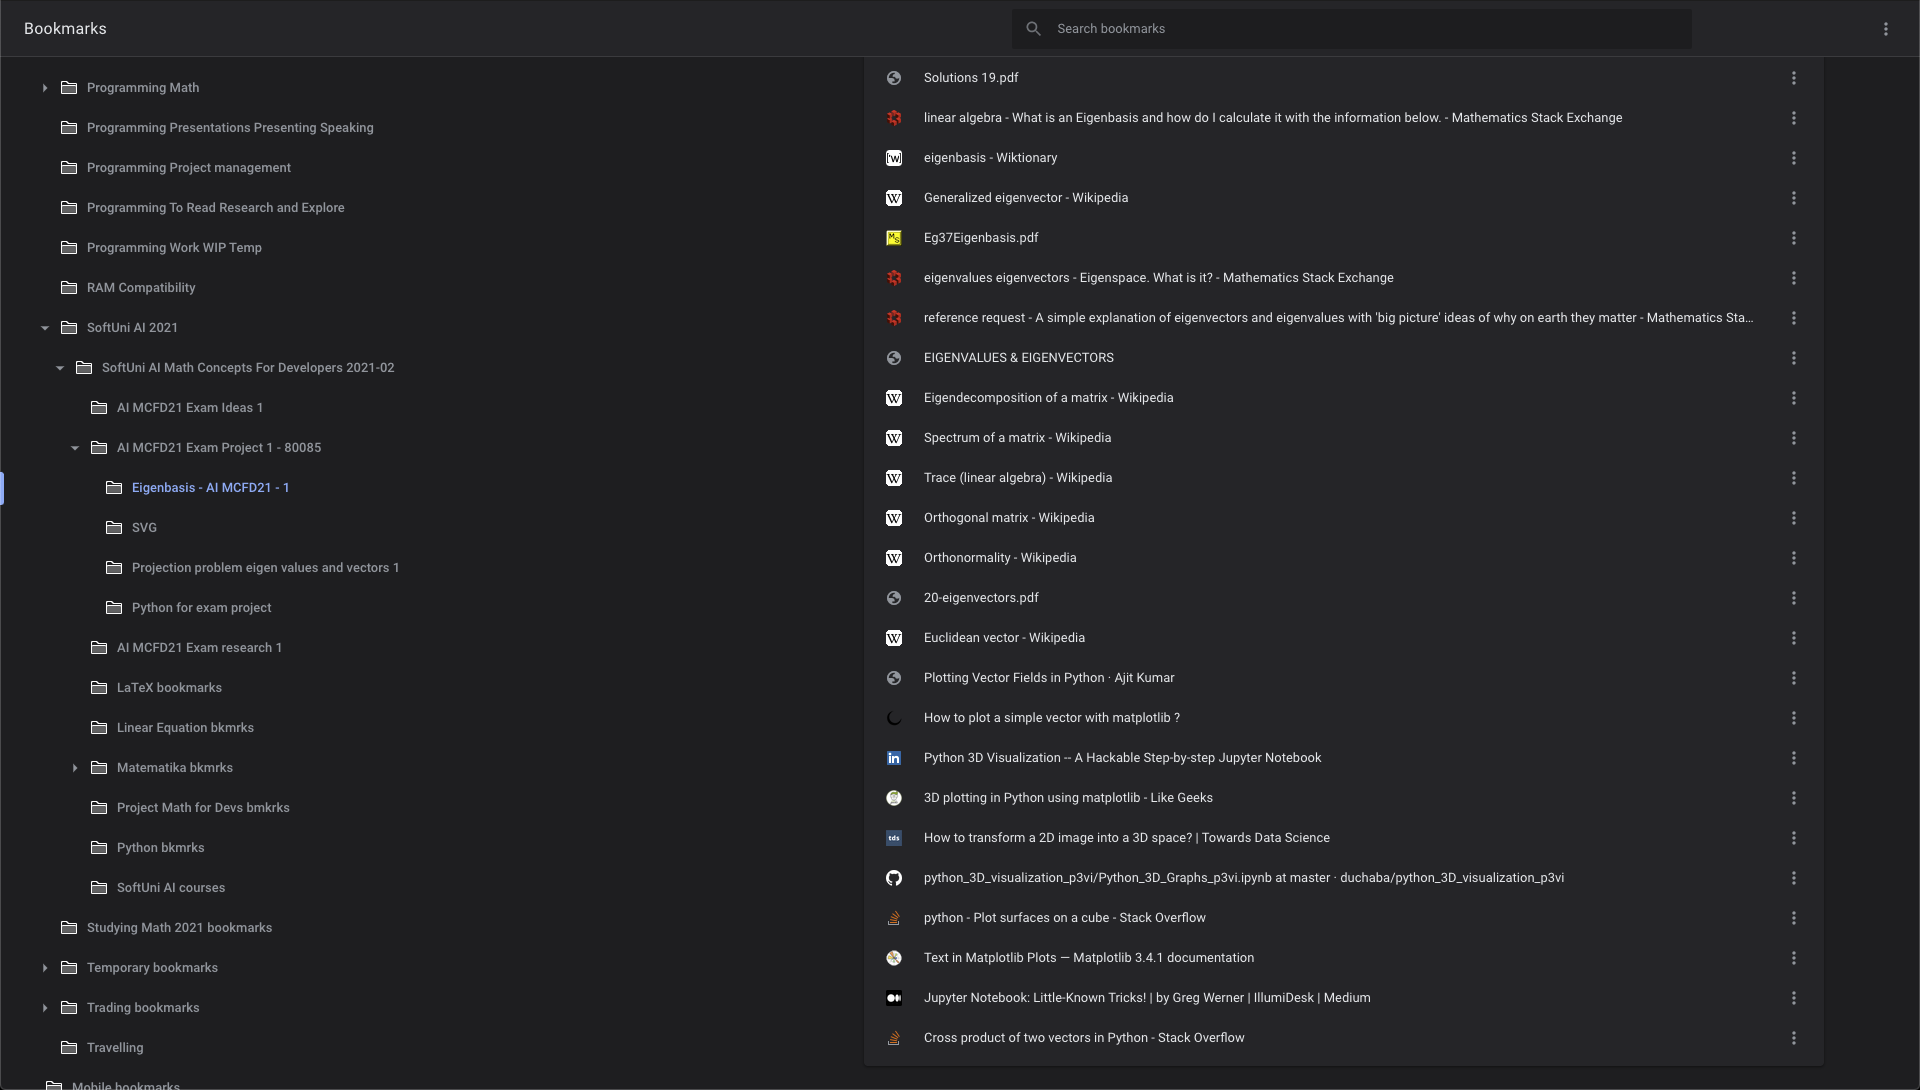 Bookmarks
Search bookmarks
Programming Math
Programming Presentations Presenting Speaking
Programming Project management
Programming To Read Research and Explore
Programming Work WIP Temp
RAM Compatibility
SoftUni AI 2021
SoftUni AI Math Concepts For Developers 2021-02
AI MCFD21 Exam Ideas 1
AI MCFD21 Exam Project 1 - 80085
Eigenbasis - AI MCFD21 - 1
SVG
Projection problem eigen values and vectors 1
Python for exam project
AI MCFD21 Exam research 1
LaTeX bookmarks
Linear Equation bkmrks
Matematika bkmrks
Project Math for Devs bmkrks
Python bkmrks
SoftUni AI courses
Studying Math 2021 bookmarks
Temporary bookmarks
Trading bookmarks
Travelling
Mobile bookmarks
Solutions 19.pdf
linear algebra - What is an Eigenbasis and how do I calculate it with the information below. - Mathematics Stack Exchange
eigenbasis - Wiktionary
Generalized eigenvector - Wikipedia
Eg37Eigenbasis.pdf
eigenvalues eigenvectors - Eigenspace. What is it? - Mathematics Stack Exchange
reference request - A simple explanation of eigenvectors and eigenvalues with 'big picture' ideas of why on earth they matter - Mathematics Sta...
EIGENVALUES & EIGENVECTORS
Eigendecomposition of a matrix - Wikipedia
Spectrum of a matrix - Wikipedia
Trace (linear algebra) - Wikipedia
Orthogonal matrix - Wikipedia
Orthonormality - Wikipedia
20-eigenvectors.pdf
Euclidean vector - Wikipedia
Plotting Vector Fields in Python · Ajit Kumar
How to plot a simple vector with matplotlib ?
Python 3D Visualization -- A Hackable Step-by-step Jupyter Notebook
3D plotting in Python using matplotlib - Like Geeks
How to transform a 2D image into a 3D space? | Towards Data Science
python_3D_visualization_p3vi/Python_3D_Graphs_p3vi.ipynb at master · duchaba/python_3D_visualization_p3vi
python - Plot surfaces on a cube - Stack Overflow
Text in Matplotlib Plots — Matplotlib 3.4.1 documentation
Jupyter Notebook: Little-Known Tricks! | by Greg Werner | IllumiDesk | Medium
Cross product of two vectors in Python - Stack Overflow